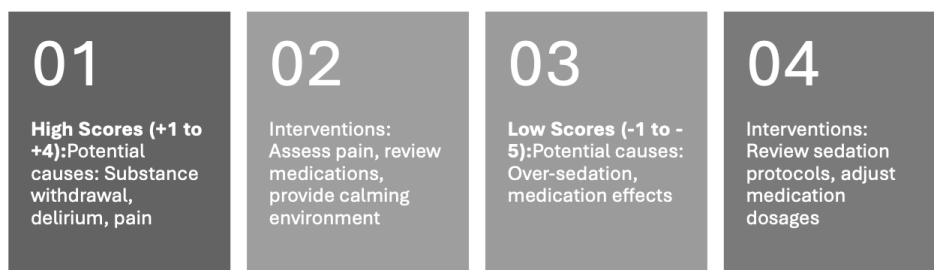 01
High Scores (+1 to
+4):Potential
causes: Substance
withdrawal,
delirium, pain
02
Interventions:
Assess pain, review
medications,
provide calming
environment
03
Low Scores (-1 to -
5):Potential causes:
Over-sedation,
medication effects
04
Interventions:
Review sedation
protocols, adjust
medication
dosages